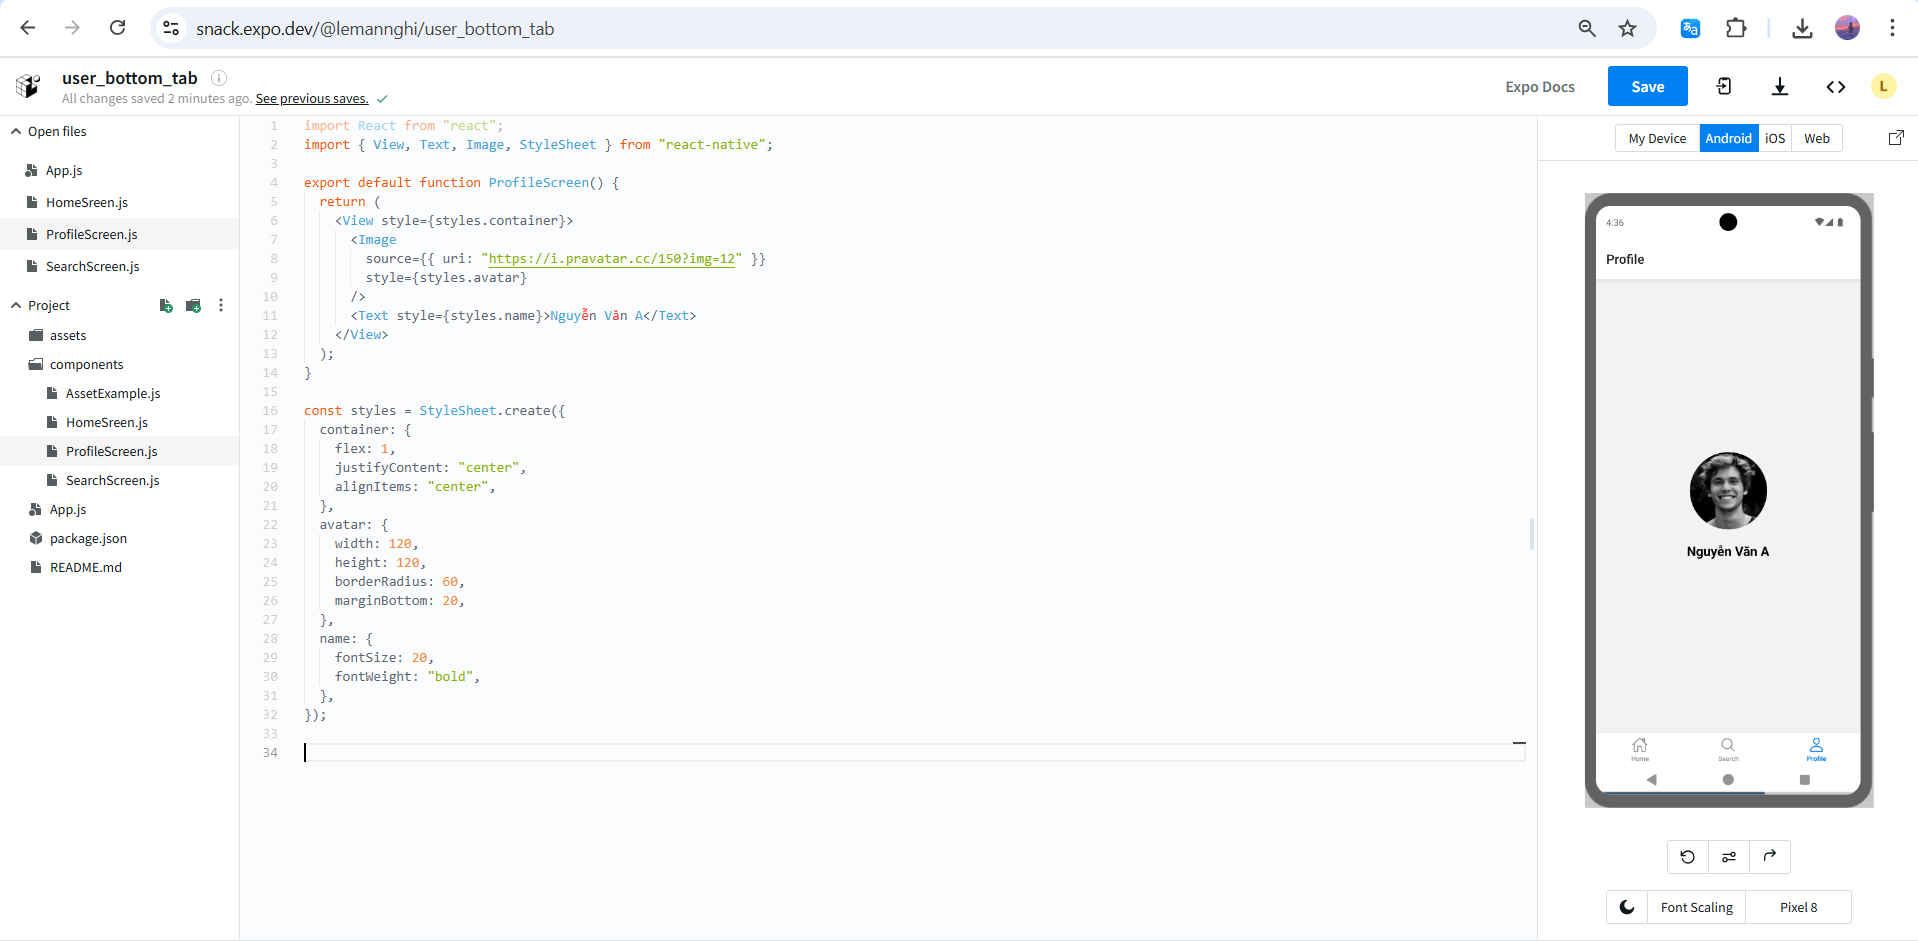 snack.expo.dev/@lemannghi/user_bottom_tab
user_bottom_tab
All changes saved 2 minutes ago. See previous saves.
Expo Docs
Save
L
Open files
App.js
HomeSreen.js
ProfileScreen.js
SearchScreen.js
Project
assets
components
AssetExample.js
HomeSreen.js
ProfileScreen.js
SearchScreen.js
App.js
package.json
README.md
1 import React from "react";
2 import { View, Text, Image, StyleSheet } from "react-native";
3
4 export default function ProfileScreen() {
5 return (
6 <View style={styles.container}>
7 <Image
8 source={{ uri: "https://i.pravatar.cc/150?img=12" }}
9 style={styles.avatar}
10 />
11 <Text style={styles.name}>Nguyễn Văn A</Text>
12 </View>
13 );
14 }
15
16 const styles = StyleSheet.create({
17 container: {
18 flex: 1,
19 justifyContent: "center",
20 alignItems: "center",
21 },
22 avatar: {
23 width: 120,
24 height: 120,
25 borderRadius: 60,
26 marginBottom: 20,
27 },
28 name: {
29 fontSize: 20,
30 fontWeight: "bold",
31 },
32 });
33
34
My Device Android iOS Web
4:36
Profile
Nguyễn Văn A
Home Search Profile
Font Scaling Pixel 8